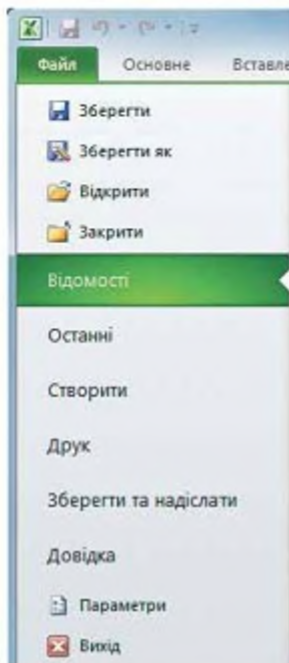 Файл Основне Вставле
Зберегти
Зберегти як
Відкрити
Закрити
Відомості
Останні
Створити
Друк
Зберегти та надіслати
Довідка
Параметри
Вихід